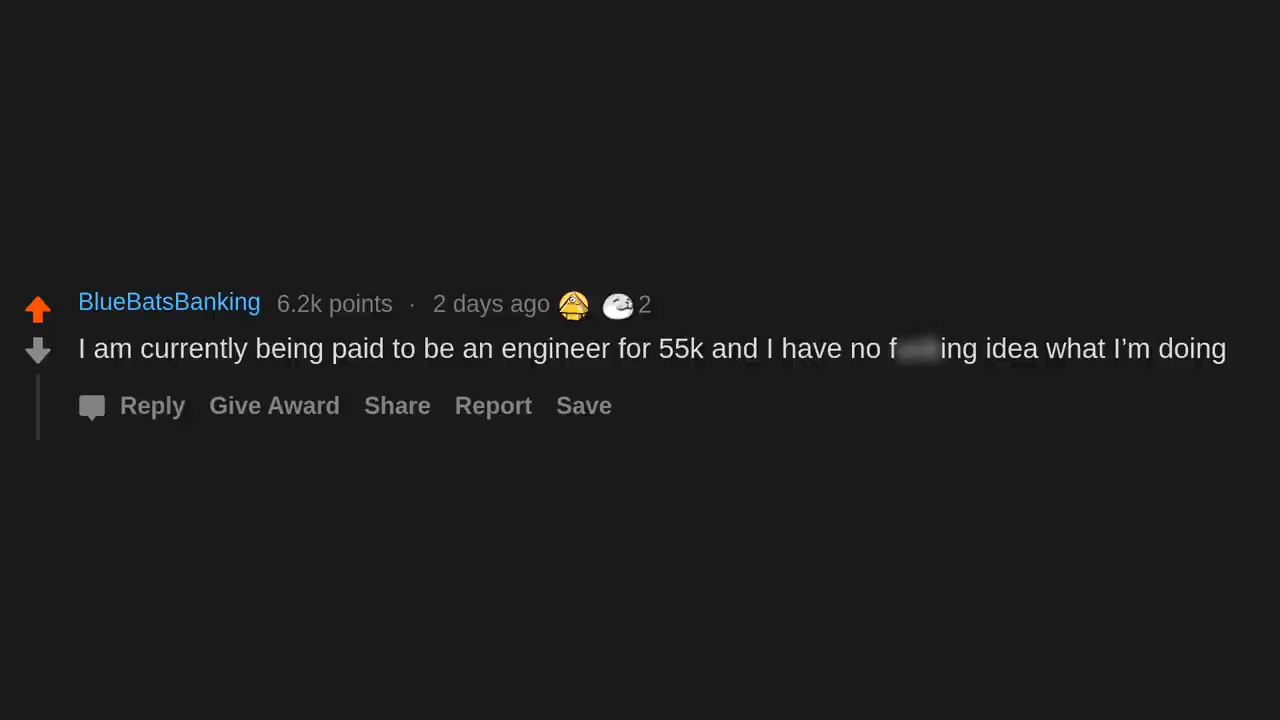 BlueBatsBanking 6.2k points · 2 days ago 2
I am currently being paid to be an engineer for 55k and I have no f ing idea what I’m doing
Reply Give Award Share Report Save